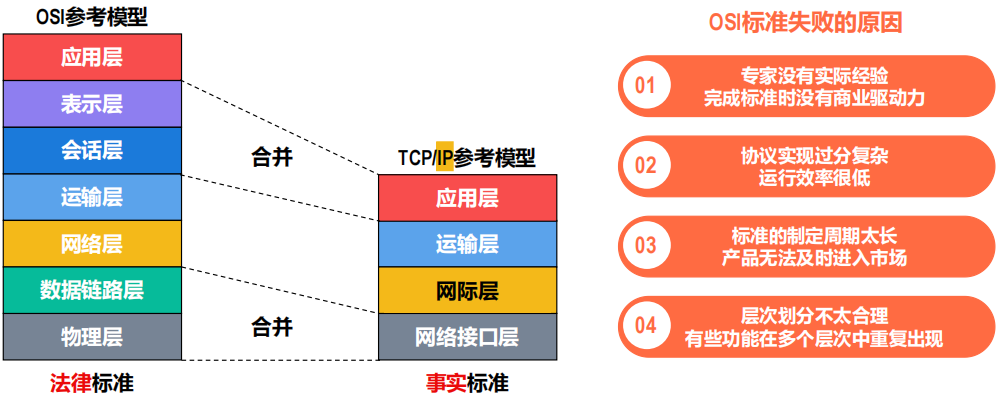 OSI参考模型
应用层
表示层
会话层
运输层
网络层
数据链路层
物理层
法律标准
合并
合并
TCP/IP参考模型
应用层
运输层
网际层
网络接口层
事实标准
OSI标准失败的原因
01
专家没有实际经验
完成标准时没有商业驱动力
02
协议实现过分复杂
运行效率很低
03
标准的制定周期太长
产品无法及时进入市场
04
层次划分不太合理
有些功能在多个层次中重复出现